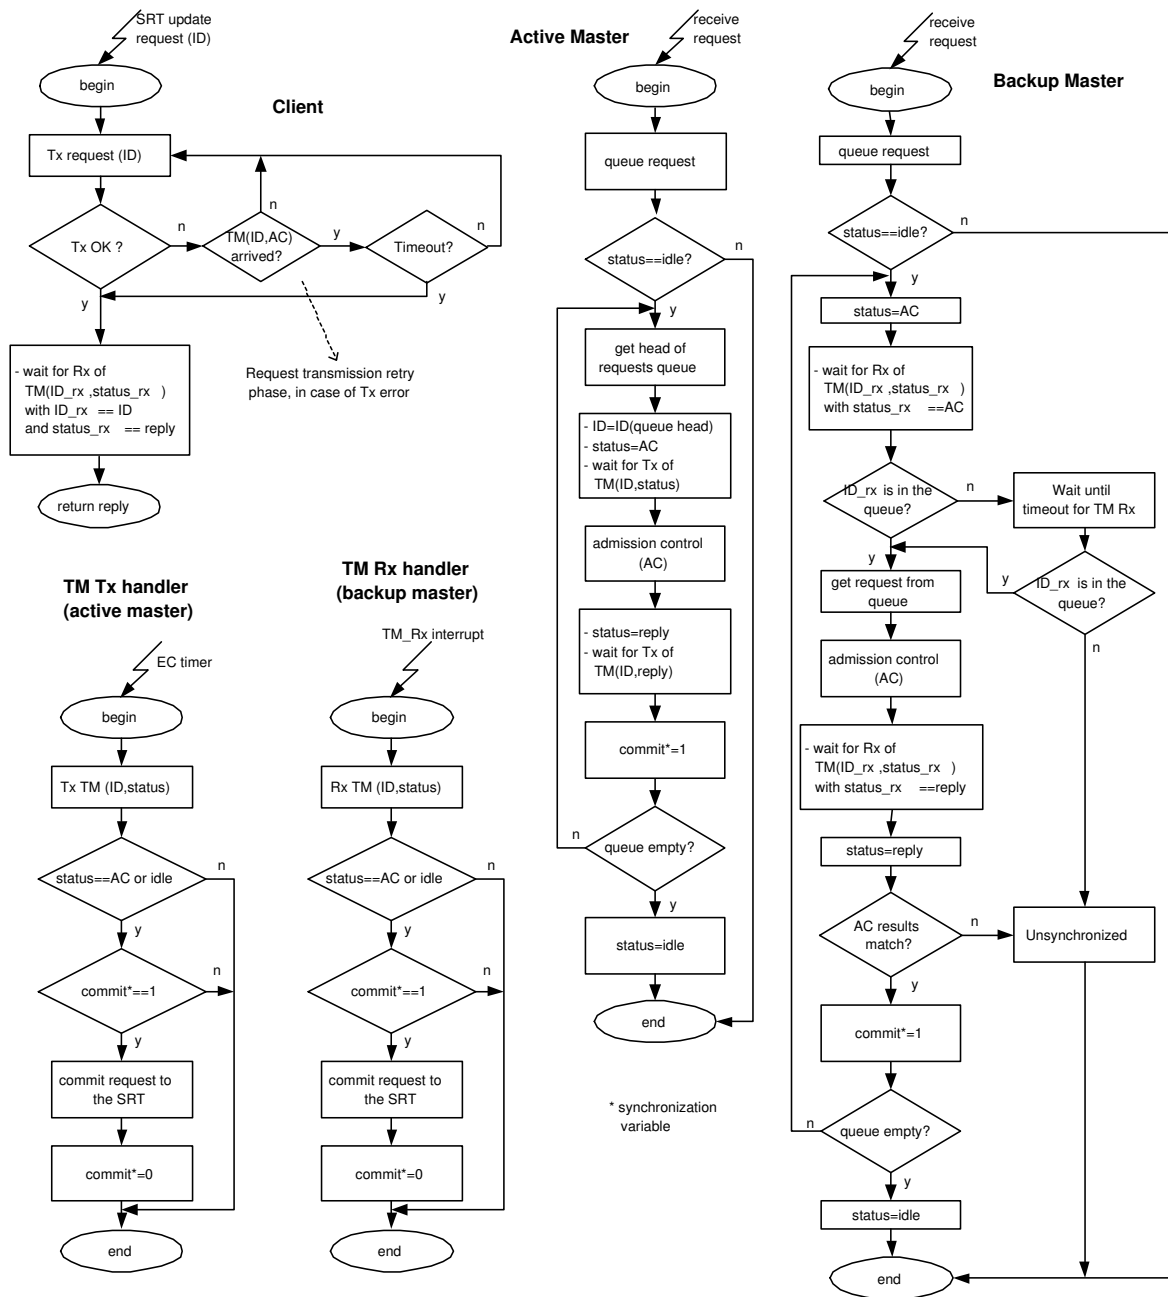 SRT update
request (ID)
begin
Client
Tx request (ID)
Tx OK ?
n
TM(ID,AC)
arrived?
n
y
Timeout?
n
y
y
- wait for Rx of
TM(ID_rx ,status_rx )
with ID_rx == ID
and status_rx == reply
return reply
Request transmission retry
phase, in case of Tx error
TM Tx handler
(active master)
EC timer
begin
Tx TM (ID,status)
status==AC or idle
n
y
commit*==1
n
y
commit request to
the SRT
commit*=0
end
TM Rx handler
(backup master)
TM_Rx interrupt
begin
Rx TM (ID,status)
status==AC or idle
n
y
commit*==1
n
y
commit request to
the SRT
commit*=0
end
Active Master
receive
request
begin
queue request
status==idle?
n
y
get head of
requests queue
- ID=ID(queue head)
- status=AC
- wait for Tx of
TM(ID,status)
admission control
(AC)
- status=reply
- wait for Tx of
TM(ID,reply)
commit*=1
queue empty?
n
y
status=idle
end
* synchronization
variable
Backup Master
receive
request
begin
queue request
status==idle?
n
y
status=AC
- wait for Rx of
TM(ID_rx ,status_rx )
with status_rx ==AC
ID_rx is in the
queue?
n
y
Wait until
timeout for TM Rx
ID_rx is in the
queue?
y
n
get request from
queue
admission control
(AC)
- wait for Rx of
TM(ID_rx ,status_rx )
with status_rx ==reply
status=reply
AC results
match?
n
y
Unsynchronized
commit*=1
queue empty?
n
y
status=idle
end